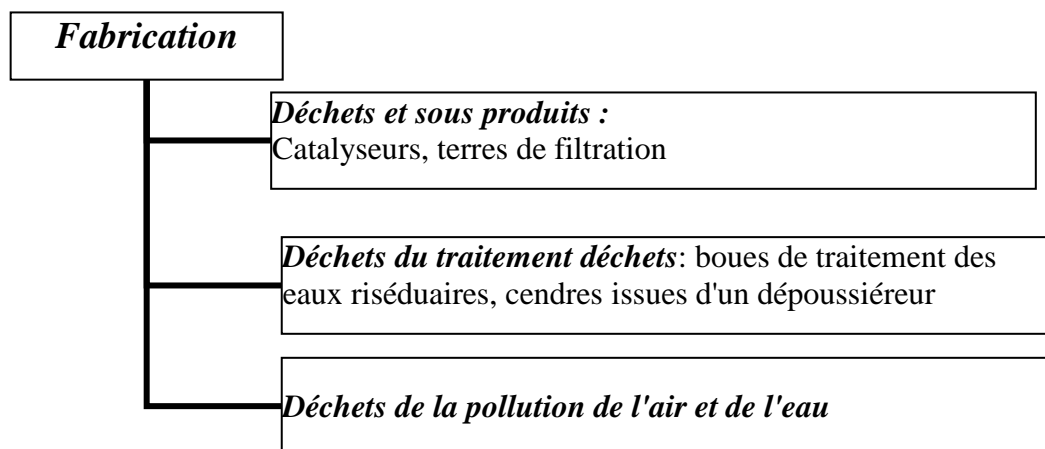 Fabrication
Déchets et sous produits :
Catalyseurs, terres de filtration
Déchets du traitement déchets: boues de traitement des
eaux riséduaires, cendres issues d'un dépoussiéreur
Déchets de la pollution de l'air et de l'eau